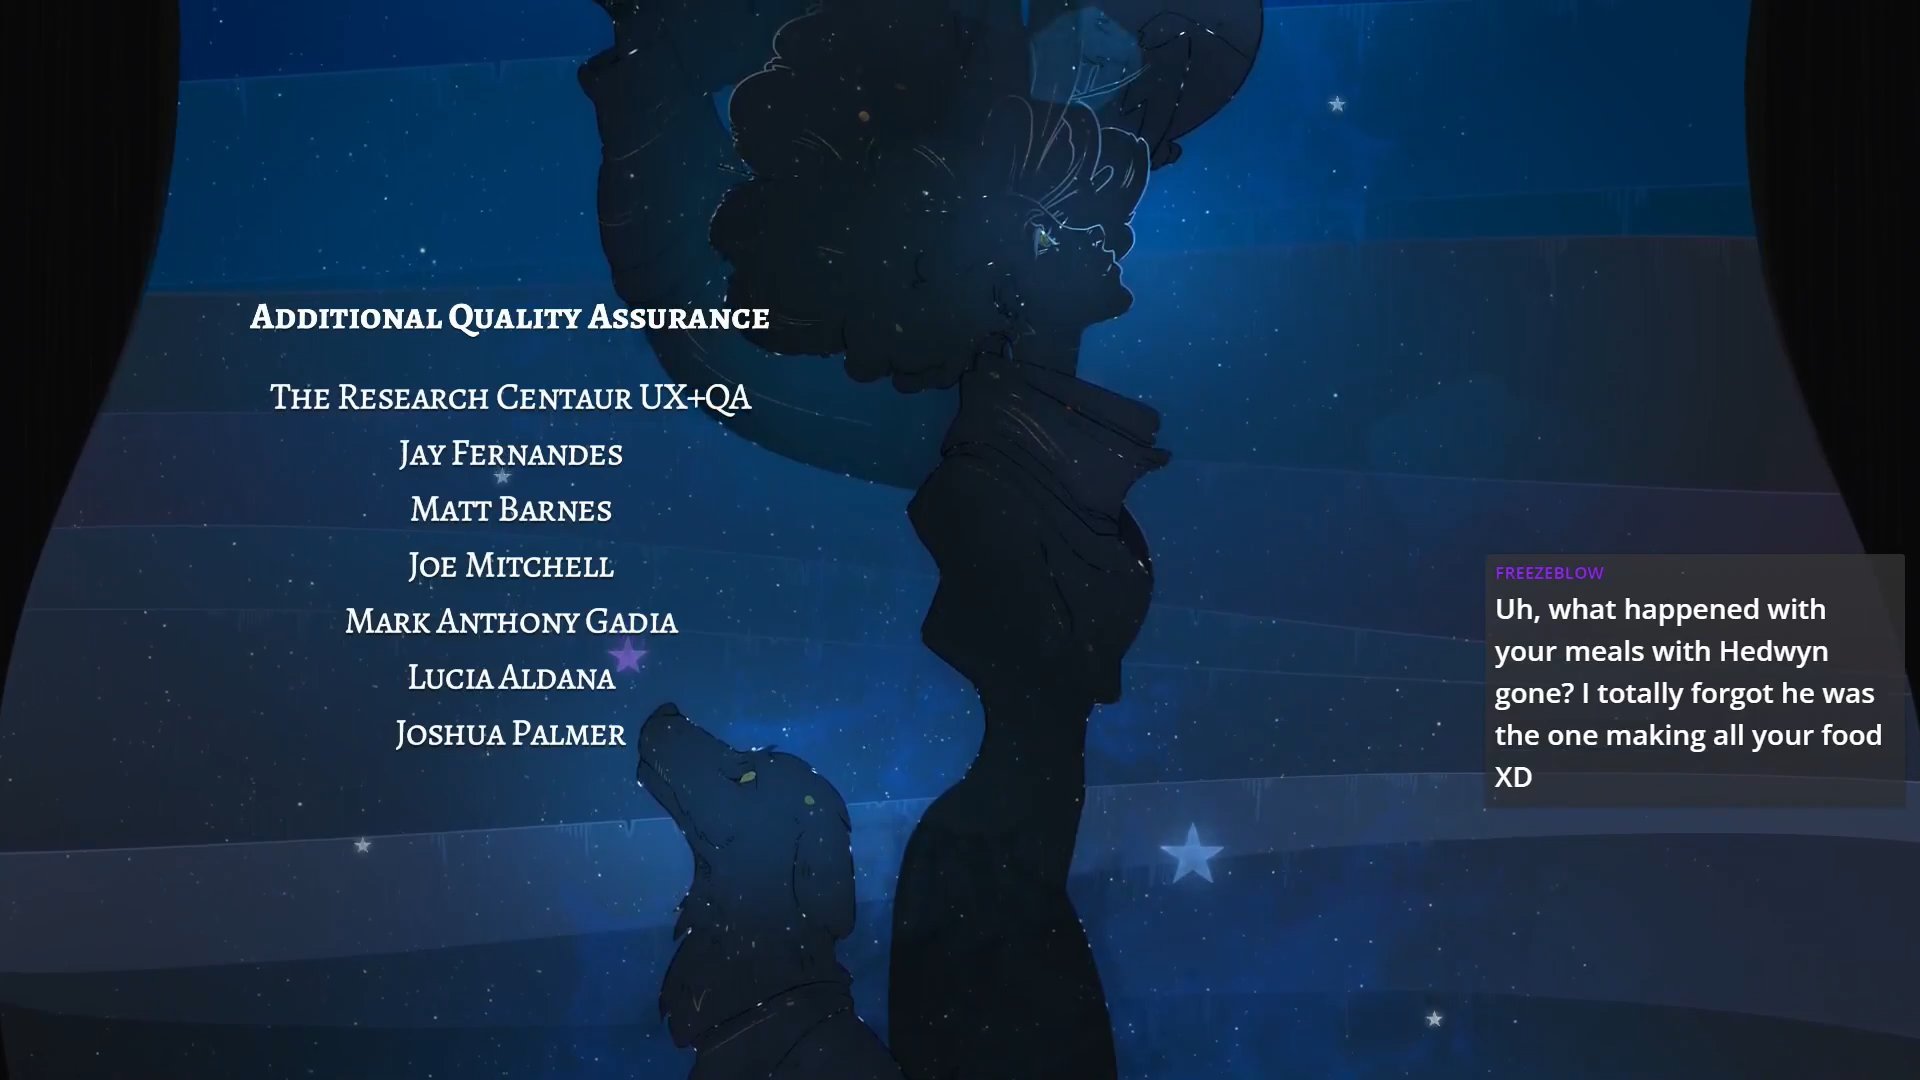 Additional Quality Assurance
The Research Centaur UX+QA
Jay Fernandes
Matt Barnes
Joe Mitchell
Mark Anthony Gadia
Lucia Aldana
Joshua Palmer
FREEZEBLOW
Uh, what happened with
your meals with Hedwyn
gone? I totally forgot he was
the one making all your food
XD